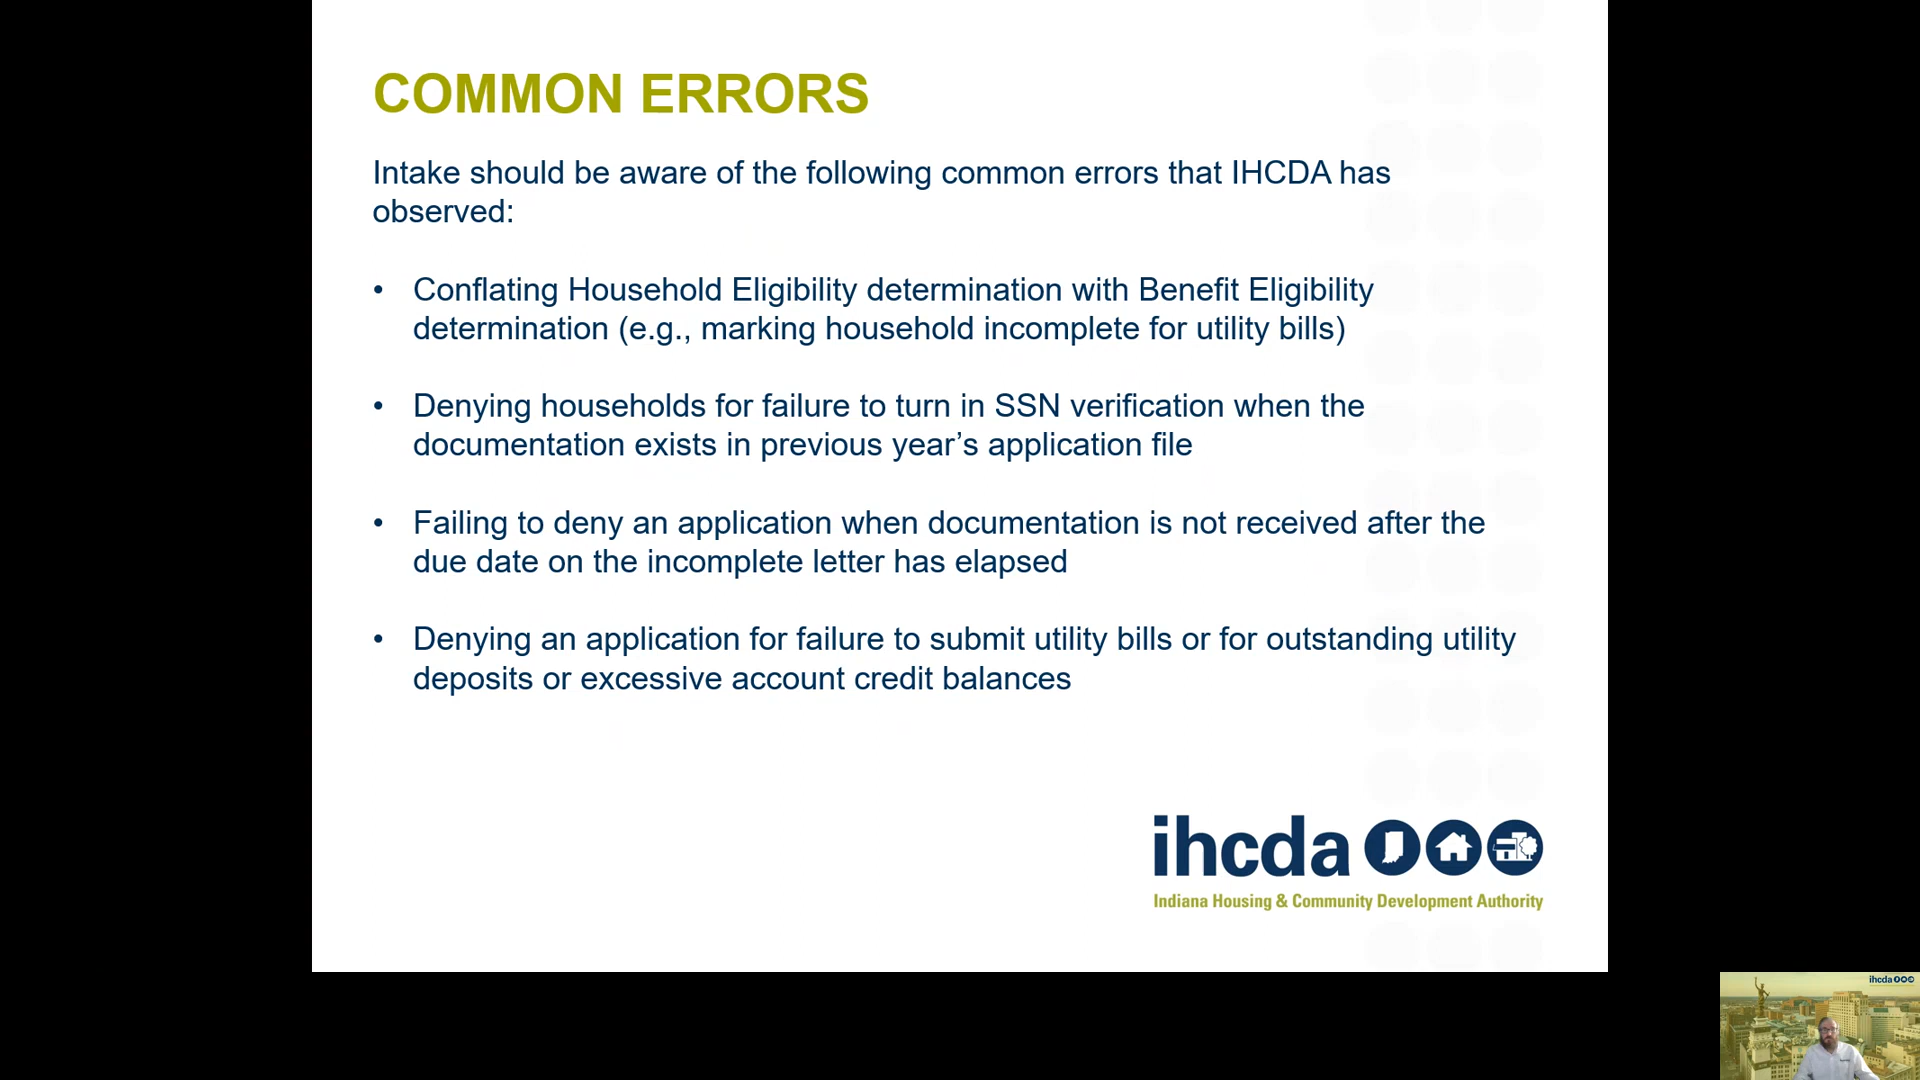 COMMON ERRORS
Intake should be aware of the following common errors that IHCDA has
observed:
• Conflating Household Eligibility determination with Benefit Eligibility
determination (e.g., marking household incomplete for utility bills)
• Denying households for failure to turn in SSN verification when the
documentation exists in previous year’s application file
• Failing to deny an application when documentation is not received after the
due date on the incomplete letter has elapsed
• Denying an application for failure to submit utility bills or for outstanding utility
deposits or excessive account credit balances
ihcda
Indiana Housing & Community Development Authority
ihcda